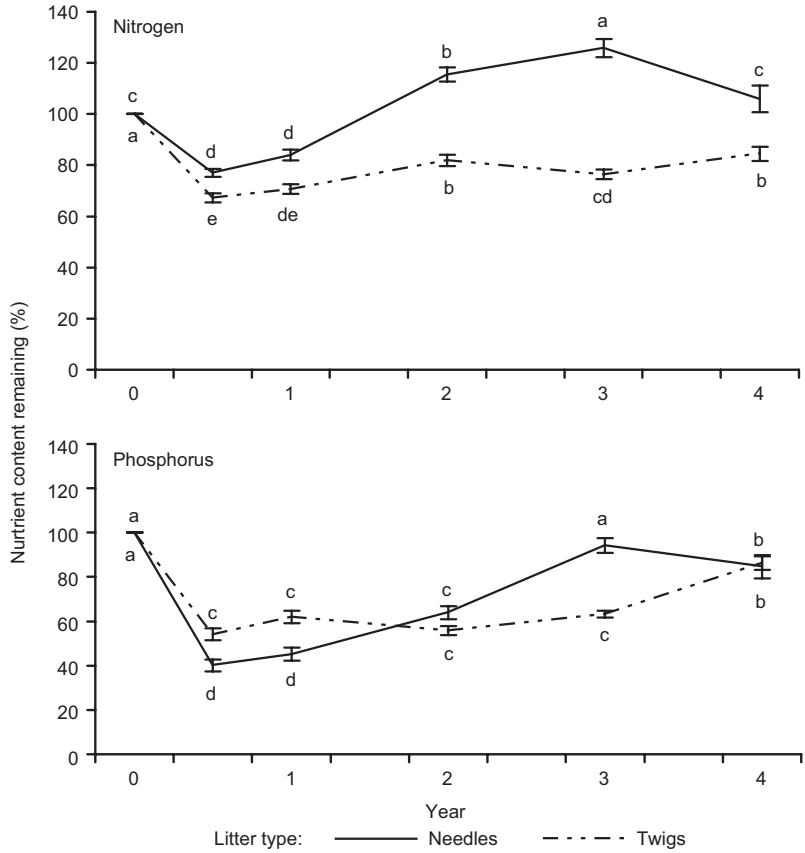 Nurtrient content remaining (%)
Nitrogen
140
120
100
80
60
40
20
0
c
a
d
e
d
de
b
b
a
cd
c
b
0 1 2 3 4
Phosphorus
140
120
100
80
60
40
20
0
a
a
c
d
c
d
c
c
a
c
b
b
0 1 2 3 4
Year
Litter type: Needles Twigs